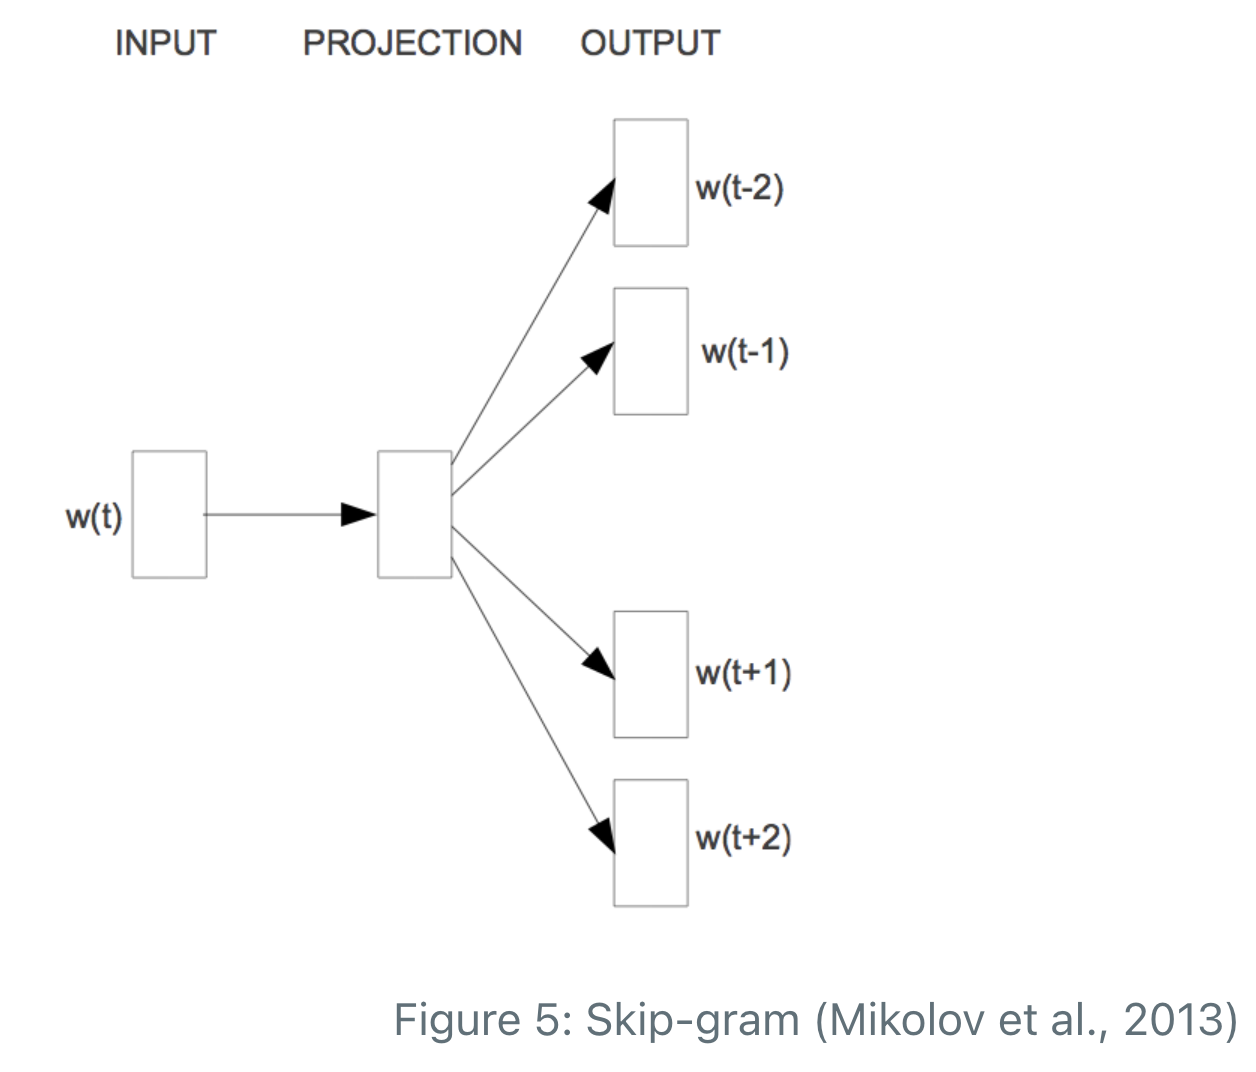 INPUT PROJECTION OUTPUT
w(t-2)
w(t-1)
w(t)
w(t+1)
w(t+2)
Figure 5: Skip-gram (Mikolov et al., 2013)